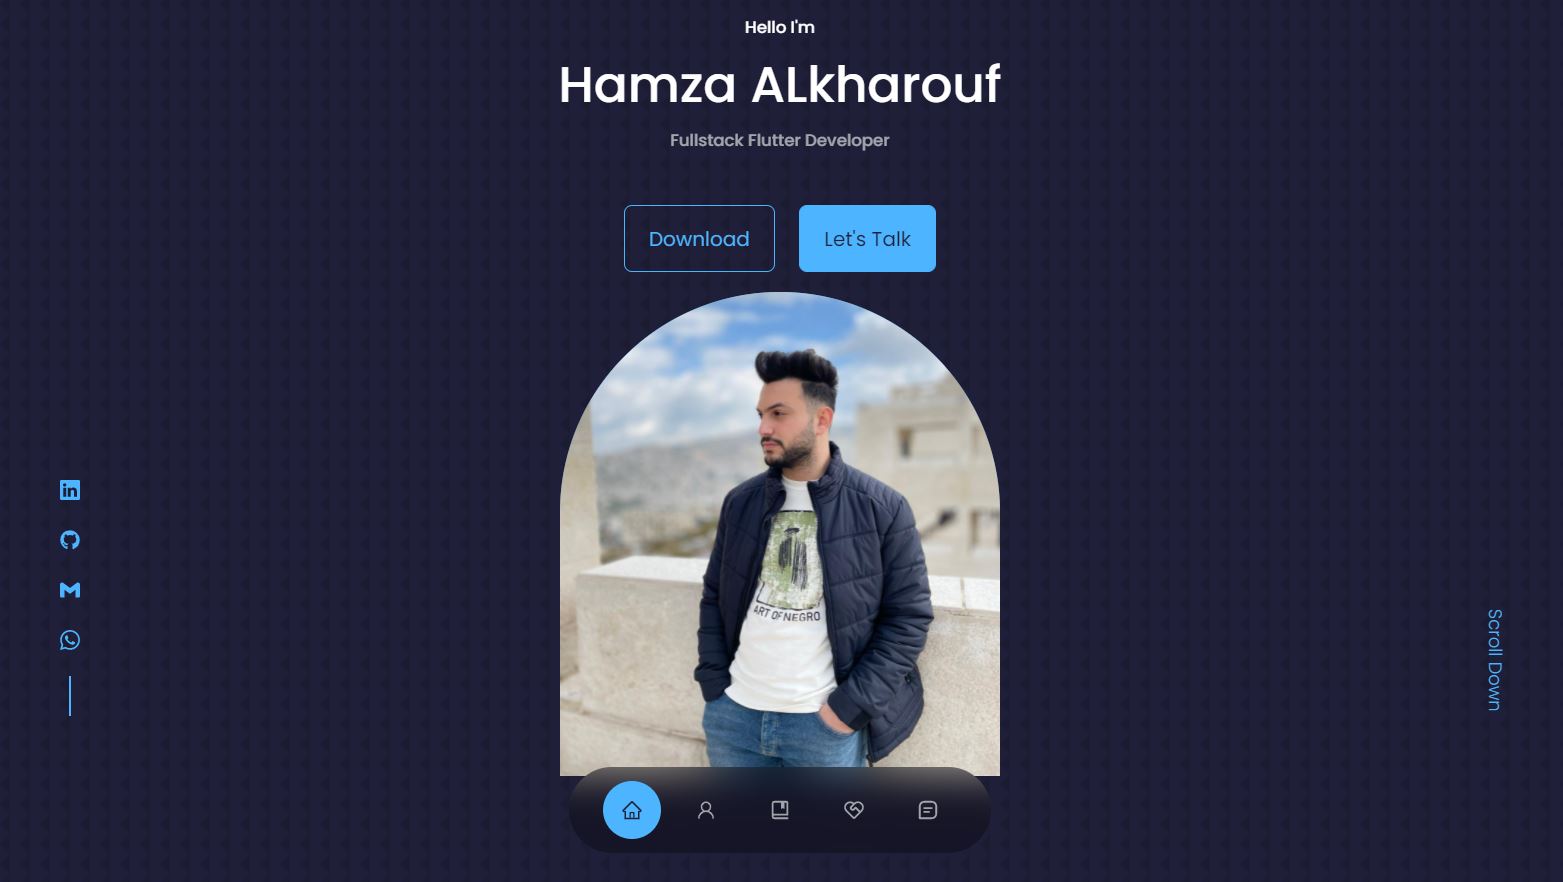 Hello I'm
Hamza ALkharouf
Fullstack Flutter Developer
Download
Let's Talk
ART OF NEGRO
Scroll Down